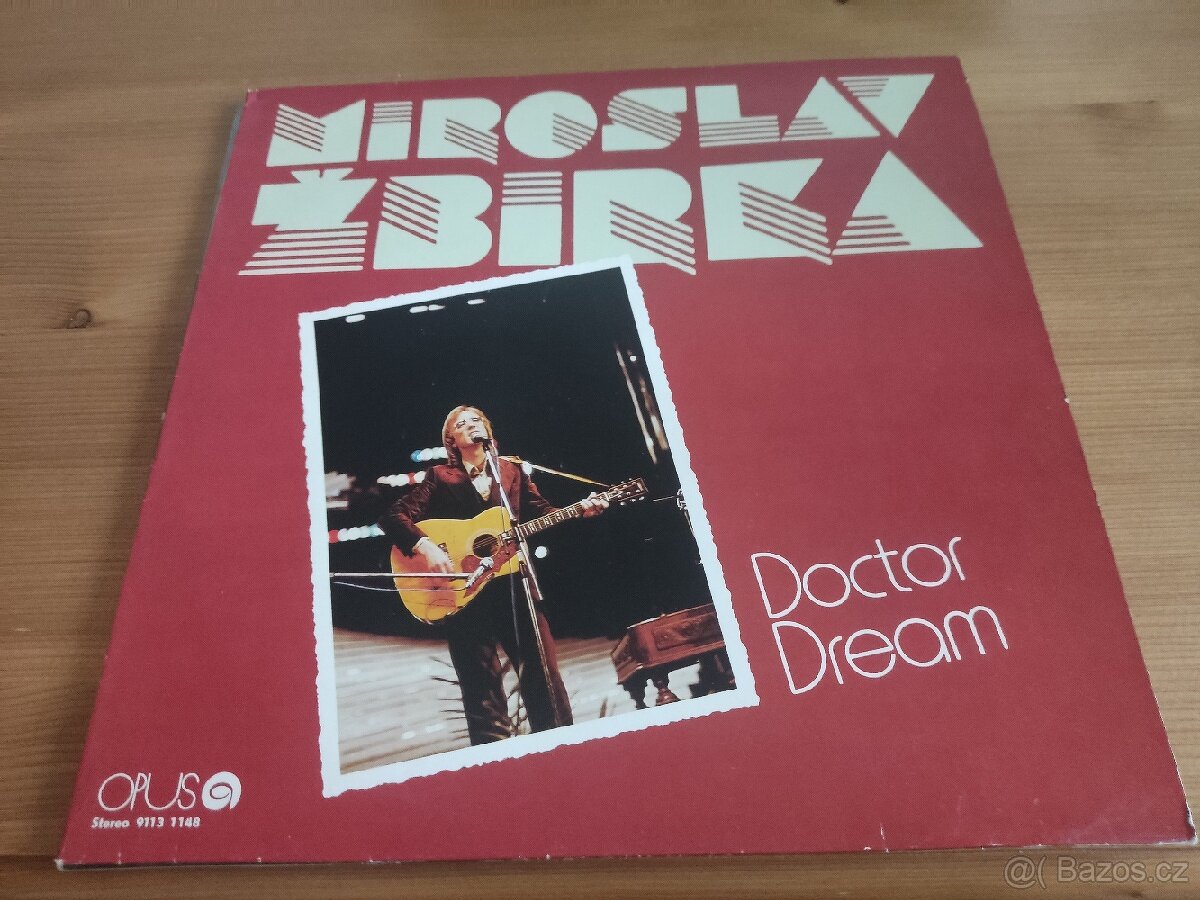 MiROSLAV
ŽBiRKA
Doctor
Dream
OPUS
Stereo 9113 1148
@( Bazos.cz